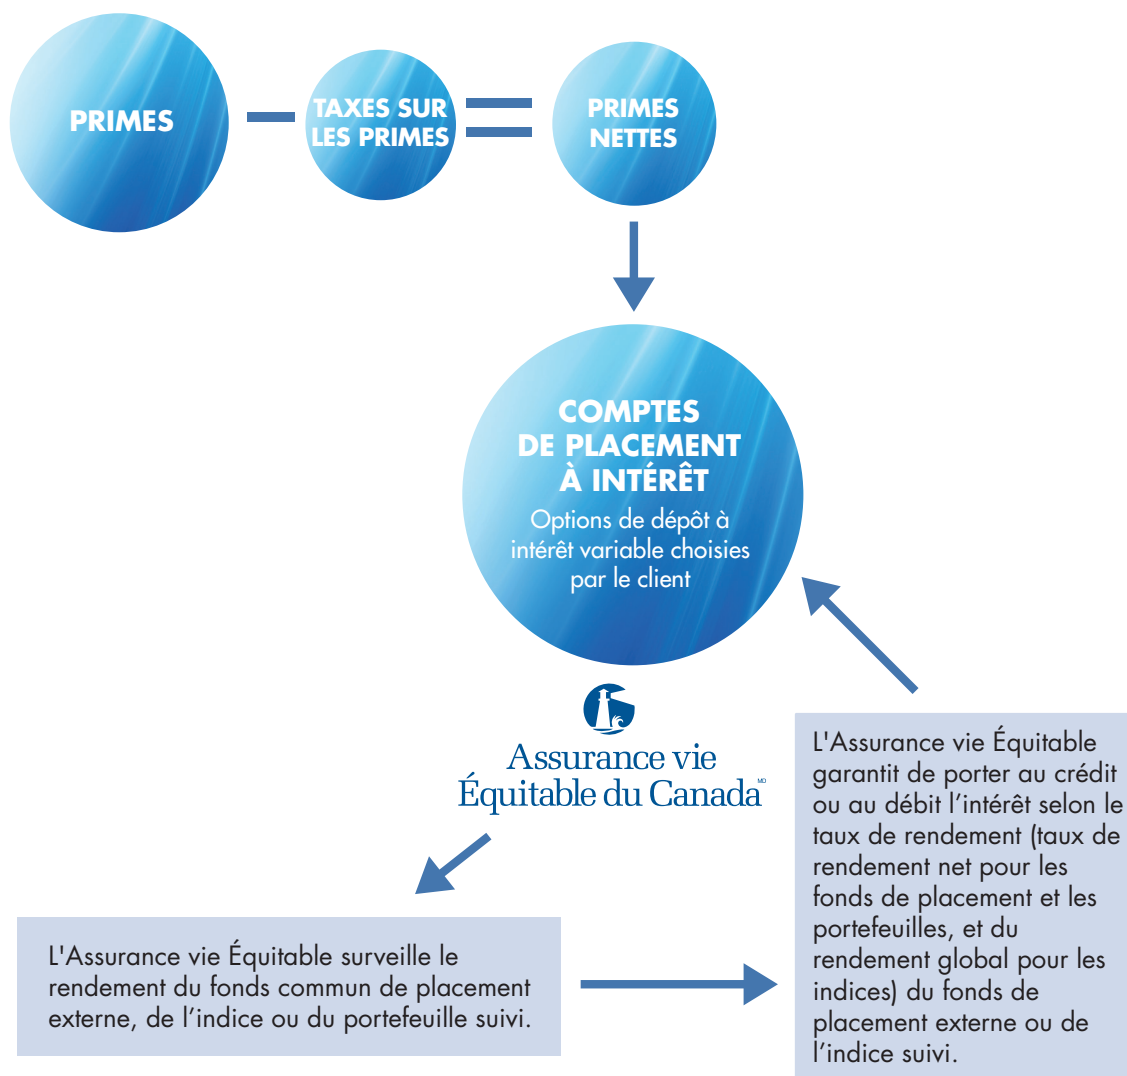 PRIMES
TAXES SUR
LES PRIMES
PRIMES
NETTES
COMPTES
DE PLACEMENT
À INTÉRÊT
Options de dépôt à
intérêt variable choisies
par le client
Assurance vie
Équitable du Canada MD
L'Assurance vie Équitable surveille le
rendement du fonds commun de placement
externe, de l’indice ou du portefeuille suivi.
L'Assurance vie Équitable
garantit de porter au crédit
ou au débit l’intérêt selon le
taux de rendement (taux de
rendement net pour les
fonds de placement et les
portefeuilles, et du
rendement global pour les
indices) du fonds de
placement externe ou de
l’indice suivi.